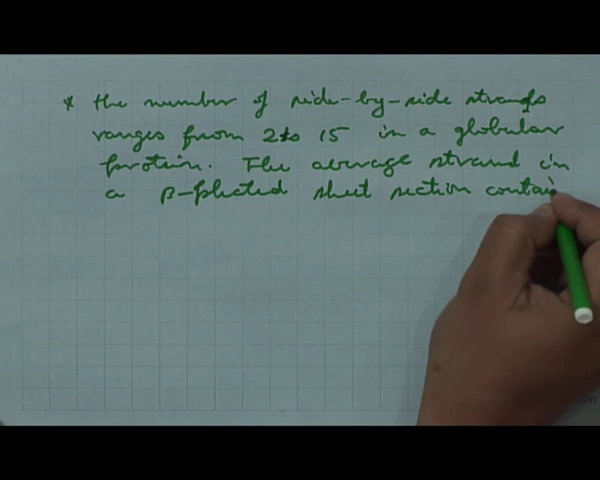 * the number of side-by-side strands
ranges from 2 to 15 in a globular
protein. The average strand in
a β-pleated sheet section contai